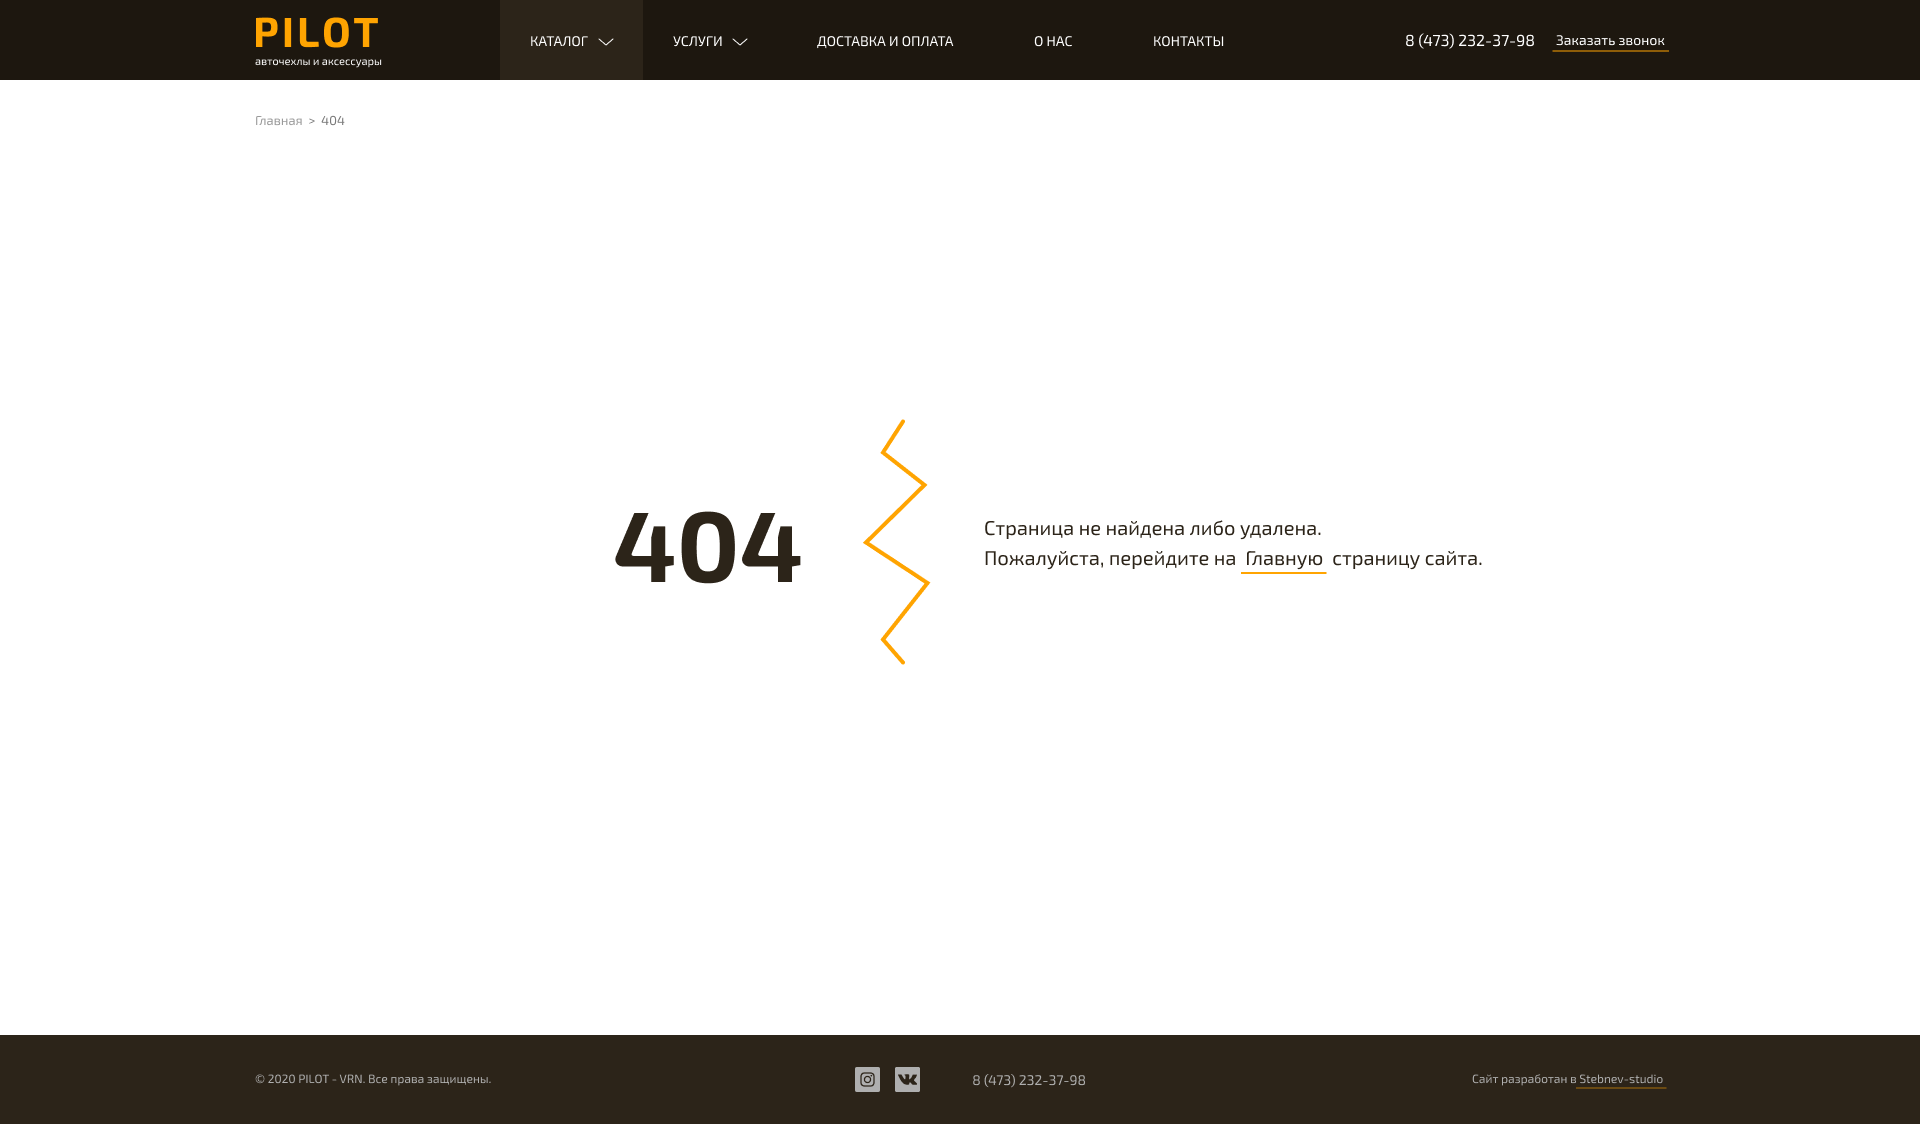 PILOT
авточехлы и аксессуары
КАТАЛОГ
УСЛУГИ
ДОСТАВКА И ОПЛАТА
О НАС
КОНТАКТЫ
8 (473) 232-37-98
Заказать звонок
Главная > 404
404
Страница не найдена либо удалена.
Пожалуйста, перейдите на Главную страницу сайта.
© 2020 PILOT - VRN. Все права защищены.
8 (473) 232-37-98
Сайт разработан в Stebnev-studio